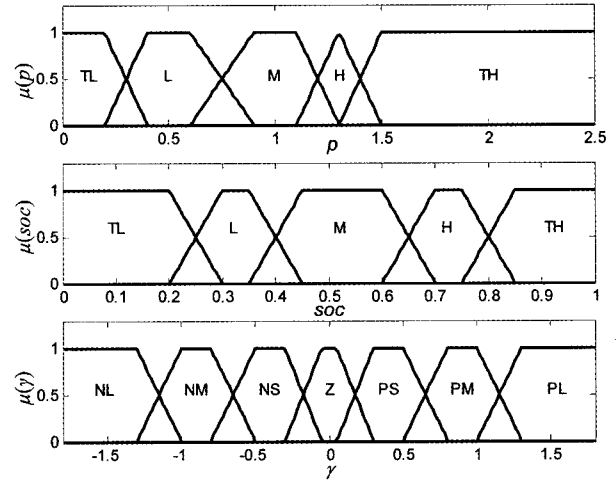 μ(p)
1
0.5
0
TL L M H TH
0 0.5 1 1.5 2 2.5
p
μ(soc)
1
0.5
0
TL L M H TH
0 0.1 0.2 0.3 0.4 0.5 0.6 0.7 0.8 0.9 1
soc
μ(γ)
1
0.5
0
NL NM NS Z PS PM PL
-1.5 -1 -0.5 0 0.5 1.0 1.5
γ